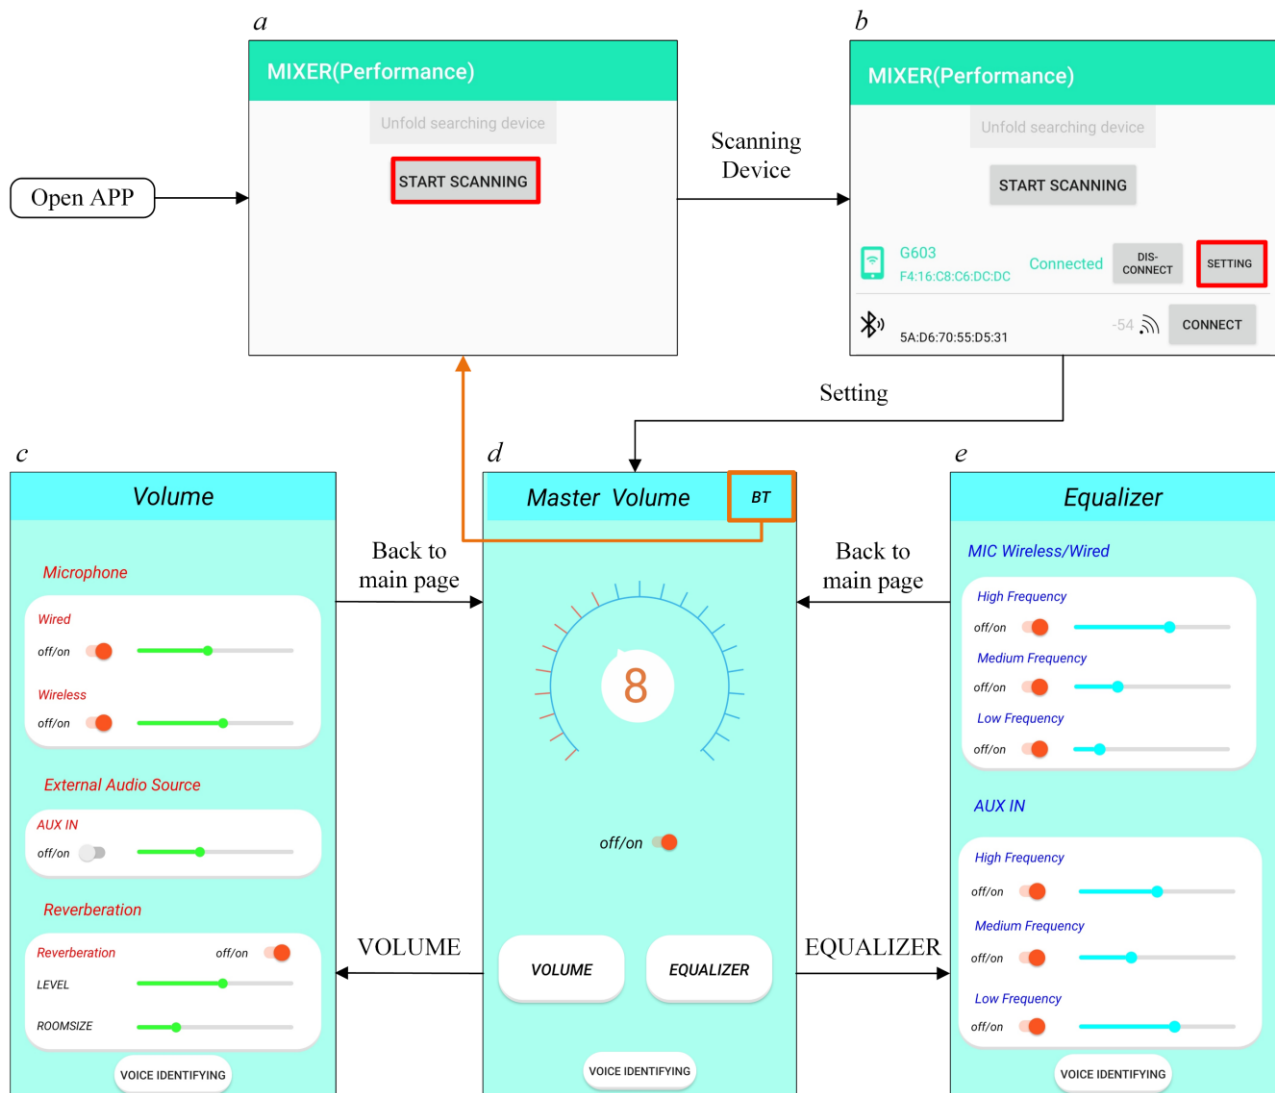 a
MIXER(Performance)
Unfold searching device
START SCANNING
Open APP
Scanning
Device
b
MIXER(Performance)
Unfold searching device
START SCANNING
G603
F4:16:C8:C6:DC:DC
Connected
DIS-
CONNECT
SETTING
5A:D6:70:55:D5:31
-54
CONNECT
Setting
c
Volume
Microphone
Wired
off/on
Wireless
off/on
External Audio Source
AUX IN
off/on
Reverberation
Reverberation
off/on
LEVEL
ROOMSIZE
VOICE IDENTIFYING
Back to
main page
VOLUME
d
Master Volume
BT
8
off/on
VOLUME
EQUALIZER
VOICE IDENTIFYING
Back to
main page
EQUALIZER
e
Equalizer
MIC Wireless/Wired
High Frequency
off/on
Medium Frequency
off/on
Low Frequency
off/on
AUX IN
High Frequency
off/on
Medium Frequency
off/on
Low Frequency
off/on
VOICE IDENTIFYING